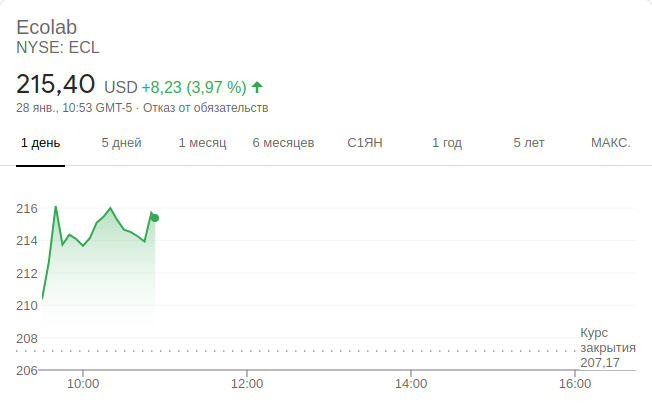 Ecolab
NYSE: ECL
215,40 USD +8,23 (3,97 %)
28 янв., 10:53 GMT-5 · Отказ от обязательств
1 день 5 дней 1 месяц 6 месяцев С1ЯН 1 год 5 лет МАКС.
216
214
212
210
208
206
Курс
закрытия
207,17
10:00 12:00 14:00 16:00